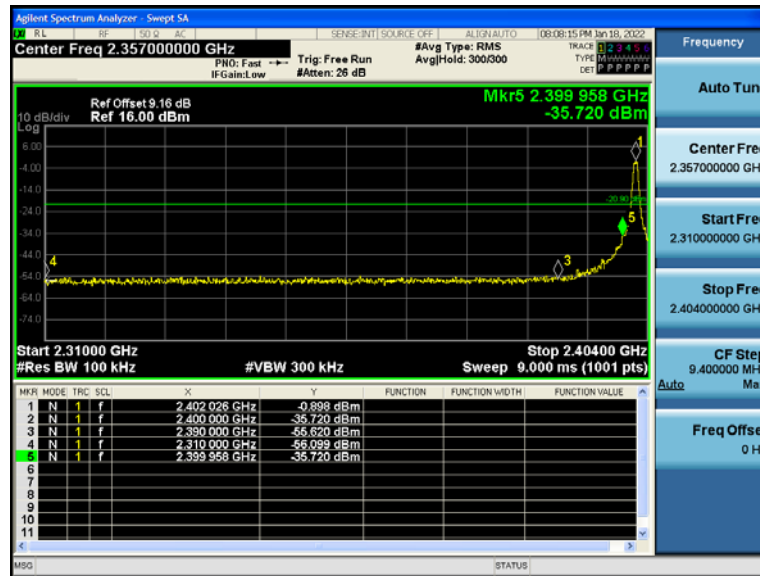 Agilent Spectrum Analyzer - Swept SA
RL RF 50 Ω AC SENSE:INT SOURCE OFF ALIGNAUTO 08:08:15 PM Jan 18, 2022
Center Freq 2.357000000 GHz
PNO: Fast
IFGain:Low
Trig: Free Run
#Atten: 26 dB
#Avg Type: RMS
Avg|Hold: 300/300
TRACE 1 2 3 4 5 6
TYPE M
DET P P P P P P
Frequency
Auto Tun
Center Fre
2.357000000 GH
Start Fre
2.310000000 GH
Stop Fre
2.404000000 GH
CF Step
9.400000 MH
Auto Ma
Freq Offse
0 H
Mkr5 2.399 958 GHz
-35.720 dBm
Ref Offset 9.16 dB
10 dB/div Ref 16.00 dBm
Log
6.00
-4.00
-14.0
-24.0
-34.0
-44.0
-54.0
-64.0
-74.0
1
5
3
4
Start 2.31000 GHz Stop 2.40400 GHz
#Res BW 100 kHz #VBW 300 kHz Sweep 9.000 ms (1001 pts)
MKR MODE TRC SCL X Y FUNCTION FUNCTION WIDTH FUNCTION VALUE
1 N 1 f 2.402 026 GHz -0.898 dBm
2 N 1 f 2.400 000 GHz -35.720 dBm
3 N 1 f 2.390 000 GHz -55.620 dBm
4 N 1 f 2.310 000 GHz -56.099 dBm
5 N 1 f 2.399 958 GHz -35.720 dBm
6
7
8
9
10
11
MSG STATUS